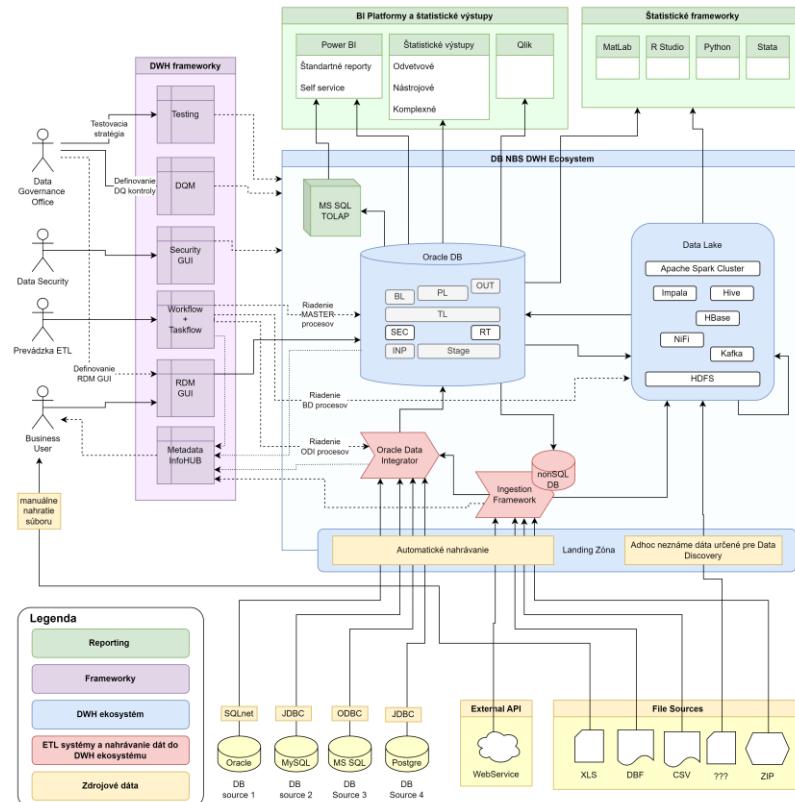 BI Platformy a štatistické výstupy
Power BI
Štandartné reporty
Self service
Štatistické výstupy
Odvetvové
Nástrojové
Komplexné
Qlik
Štatistické frameworky
MatLab
R Studio
Python
Stata
DWH frameworky
Testing
DQM
Security
GUI
Workflow
+
Taskflow
RDM
GUI
Metadata
InfoHUB
Testovacia
stratégia
Definovanie
DQ kontroly
Definovanie
RDM GUI
Data
Governance
Office
Data Security
Prevádzka ETL
Business
User
manuálne
nahratie
súboru
DB NBS DWH Ecosystem
MS SQL
TOLAP
Oracle DB
BL
PL
OUT
TL
SEC
RT
INP
Stage
Data Lake
Apache Spark Cluster
Impala
Hive
HBase
NiFi
Kafka
HDFS
Riadenie
MASTER
procesov
Riadenie
BD procesov
Riadenie
ODI procesov
Oracle Data
Integrator
nonSQL
DB
Ingestion
Framework
Automatické nahrávanie
Landing Zóna
Adhoc neznáme dáta určené pre Data
Discovery
Legenda
Reporting
Frameworky
DWH ekosystém
ETL systémy a nahrávanie dát do
DWH ekosystému
Zdrojové dáta
SQLnet
JDBC
ODBC
JDBC
Oracle
MySQL
MS SQL
Postgre
DB
source 1
DB
source 2
DB
Source 3
DB
Source 4
External API
WebService
File Sources
XLS
DBF
CSV
???
ZIP